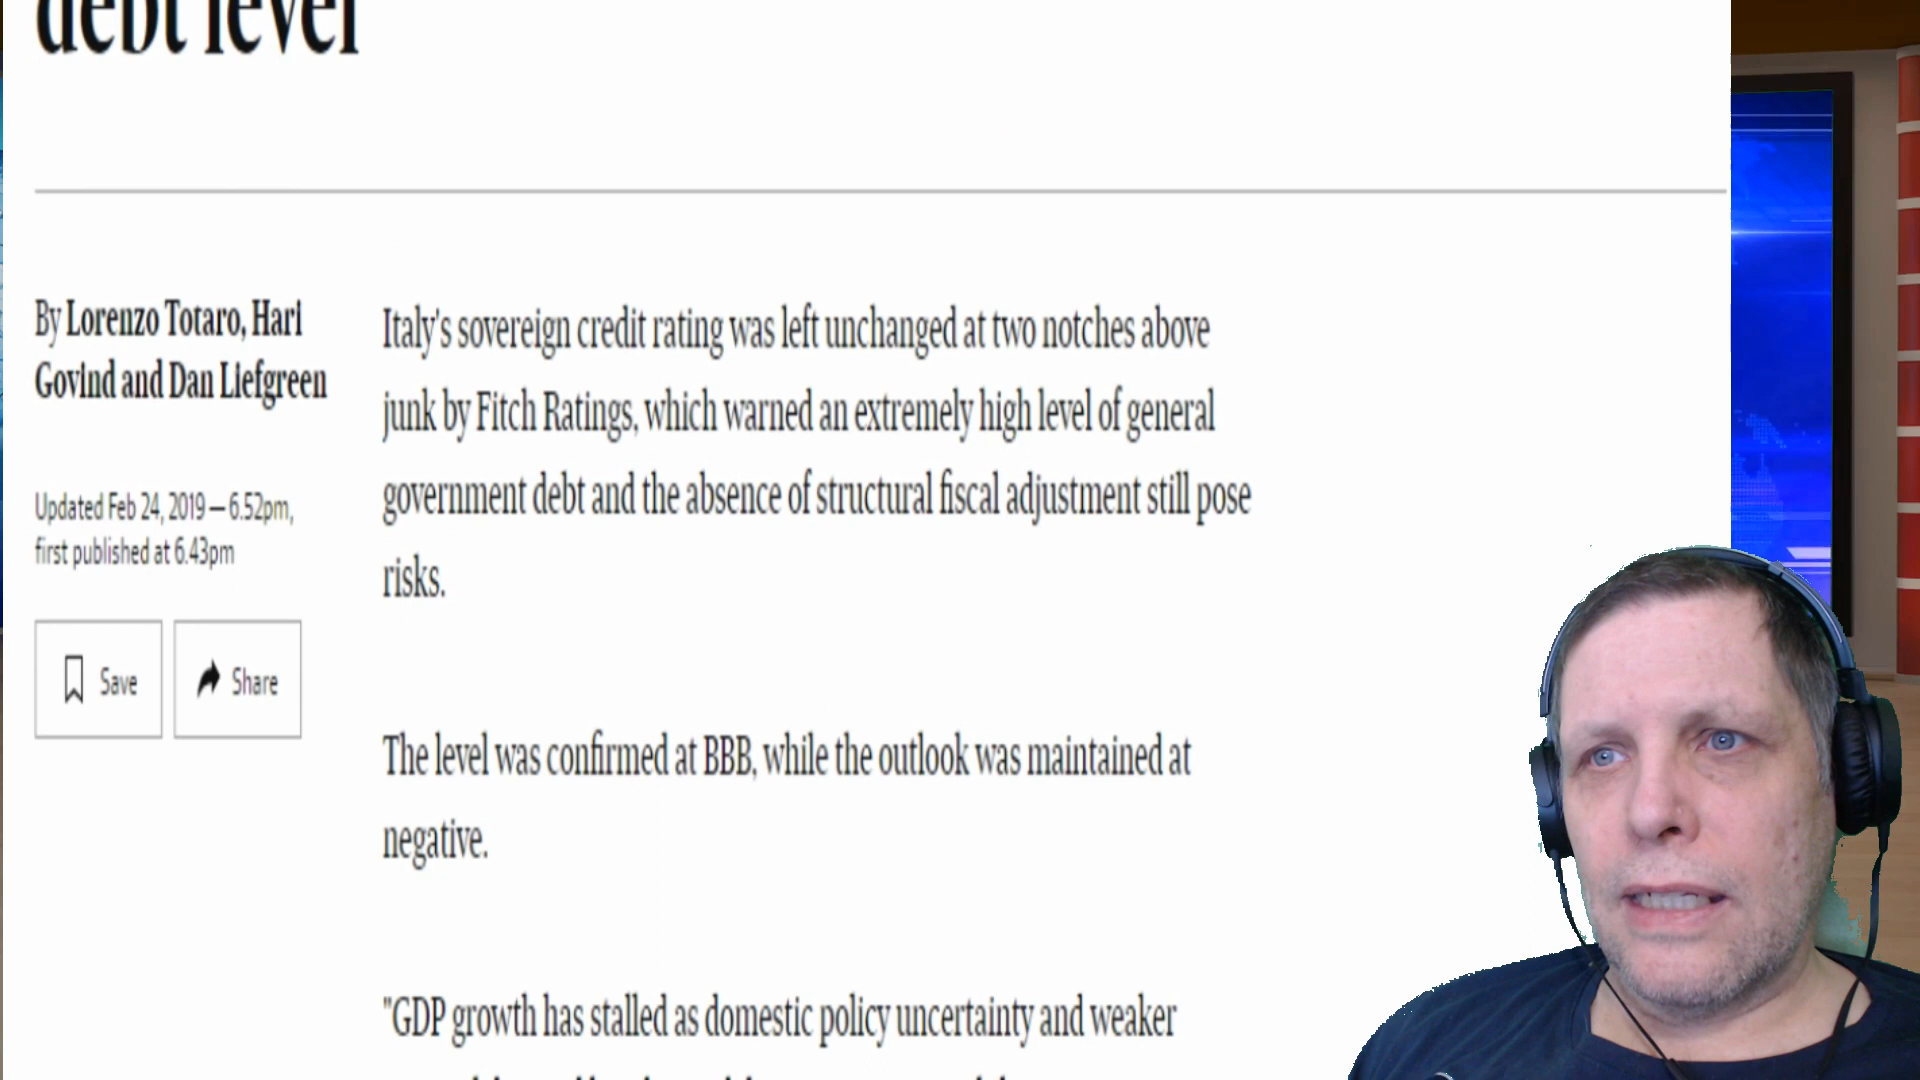 debt level
By Lorenzo Totaro, Hari
Govind and Dan Liefgreen
Updated Feb 24, 2019 – 6.52pm,
first published at 6.43pm
Save
Share
Italy's sovereign credit rating was left unchanged at two notches above
junk by Fitch Ratings, which warned an extremely high level of general
government debt and the absence of structural fiscal adjustment still pose
risks.
The level was confirmed at BBB, while the outlook was maintained at
negative.
"GDP growth has stalled as domestic policy uncertainty and weaker